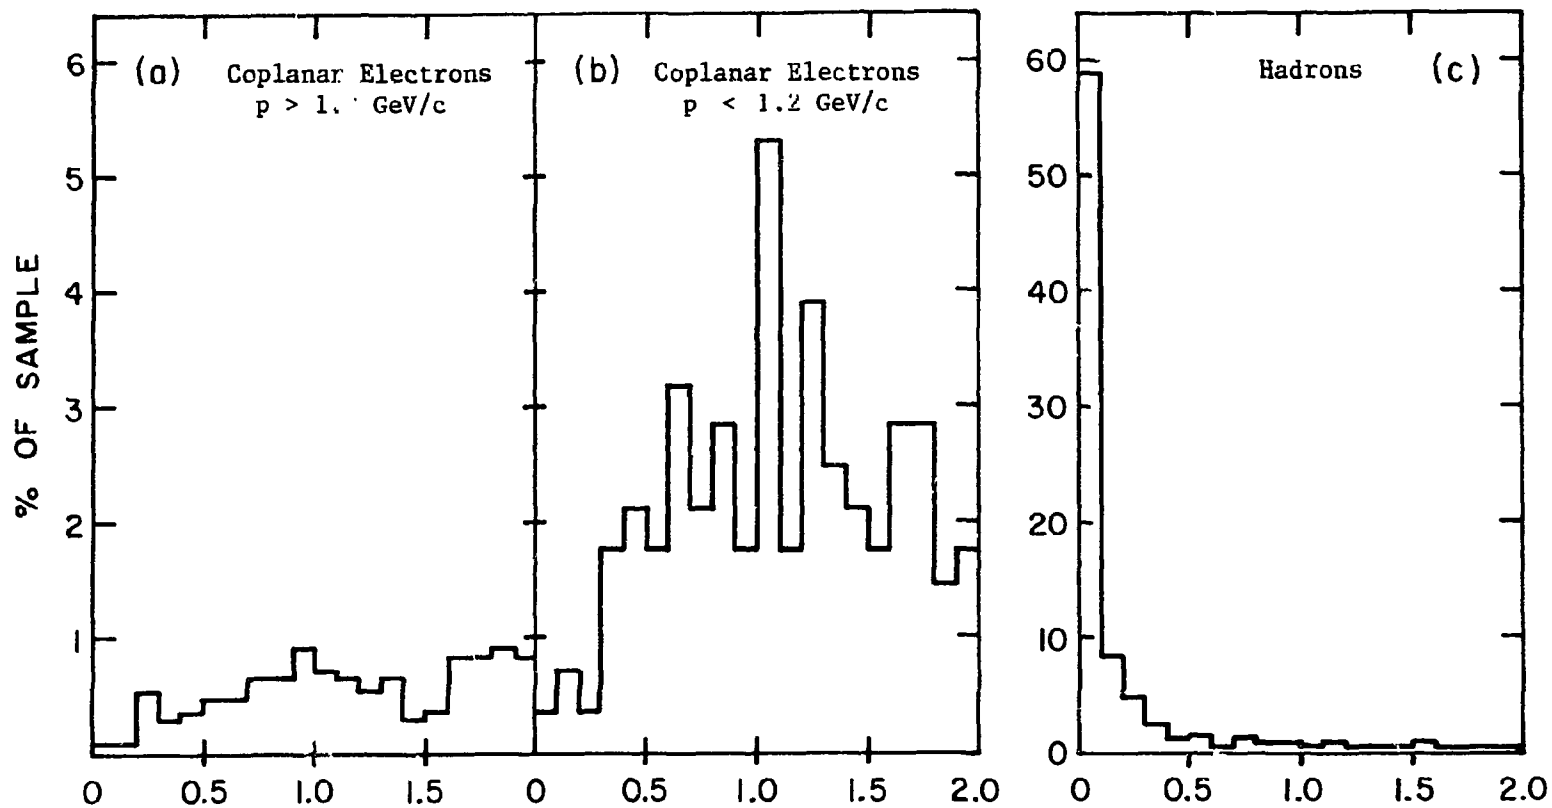 % OF SAMPLE
(a) Coplanar Electrons
p > 1. GeV/c
6
5
4
3
2
1
0 0.5 1.0 1.5
(b) Coplanar Electrons
p < 1.2 GeV/c
0 0.5 1.0 1.5 2.0
Hadrons (c)
60
50
40
30
20
10
0
0 0.5 1.0 1.5 2.0